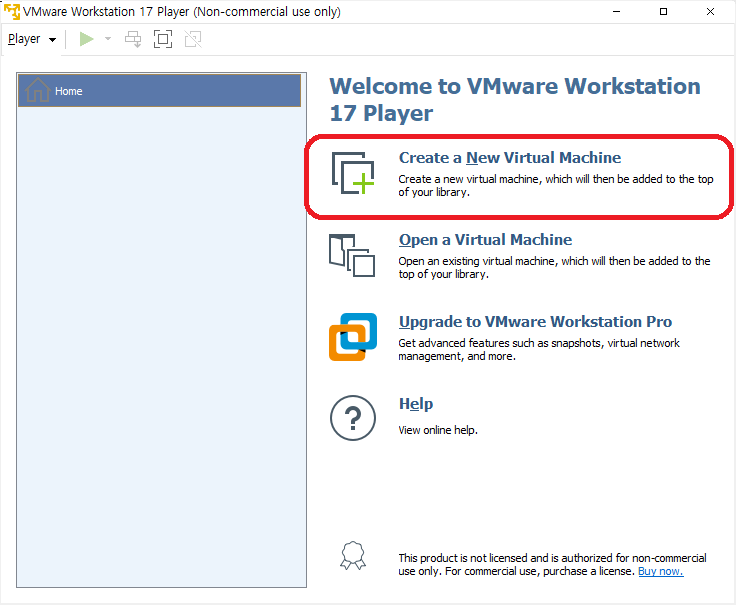 VMware Workstation 17 Player (Non-commercial use only)
Player
Home
Welcome to VMware Workstation
17 Player
Create a New Virtual Machine
Create a new virtual machine, which will then be added to the top
of your library.
Open a Virtual Machine
Open an existing virtual machine, which will then be added to the
top of your library.
Upgrade to VMware Workstation Pro
Get advanced features such as snapshots, virtual network
management, and more.
Help
View online help.
This product is not licensed and is authorized for non-commercial
use only. For commercial use, purchase a license. Buy now.